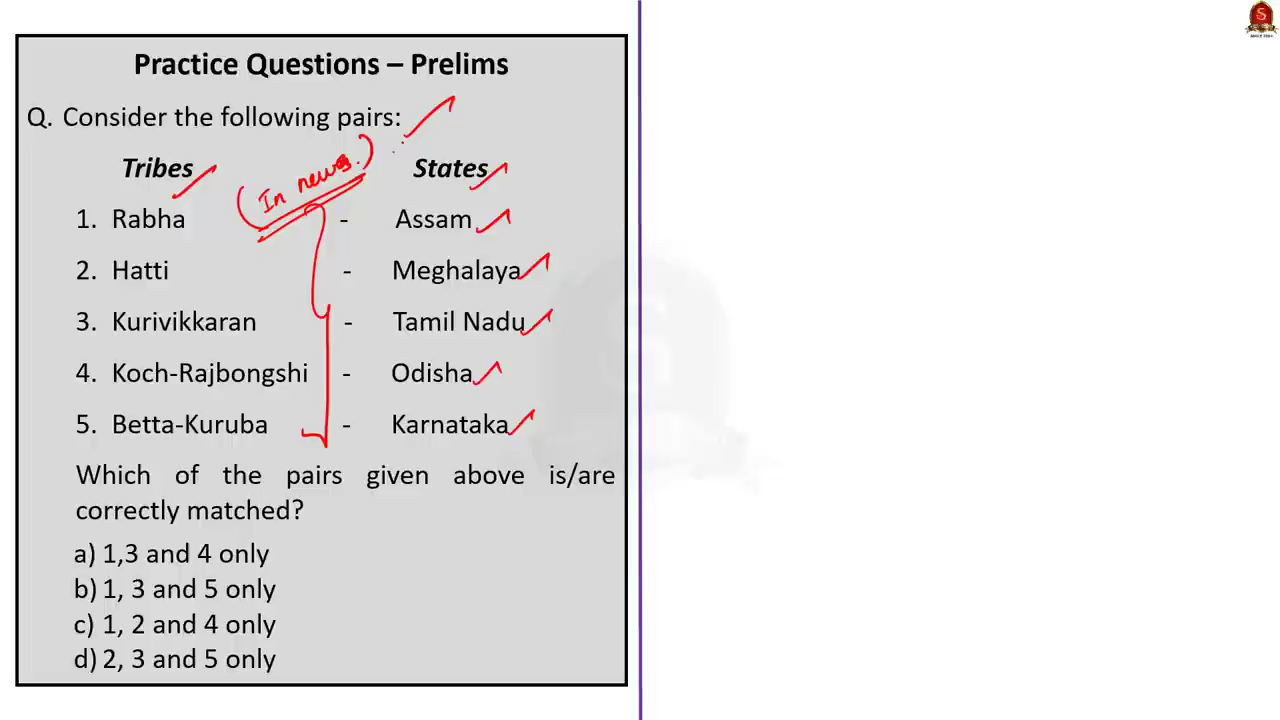 Practice Questions – Prelims
Q. Consider the following pairs:
Tribes States
(In news.)
1. Rabha - Assam
2. Hatti - Meghalaya
3. Kurivikkaran - Tamil Nadu
4. Koch-Rajbongshi - Odisha
5. Betta-Kuruba - Karnataka
Which of the pairs given above is/are
correctly matched?
a) 1,3 and 4 only
b) 1, 3 and 5 only
c) 1, 2 and 4 only
d) 2, 3 and 5 only